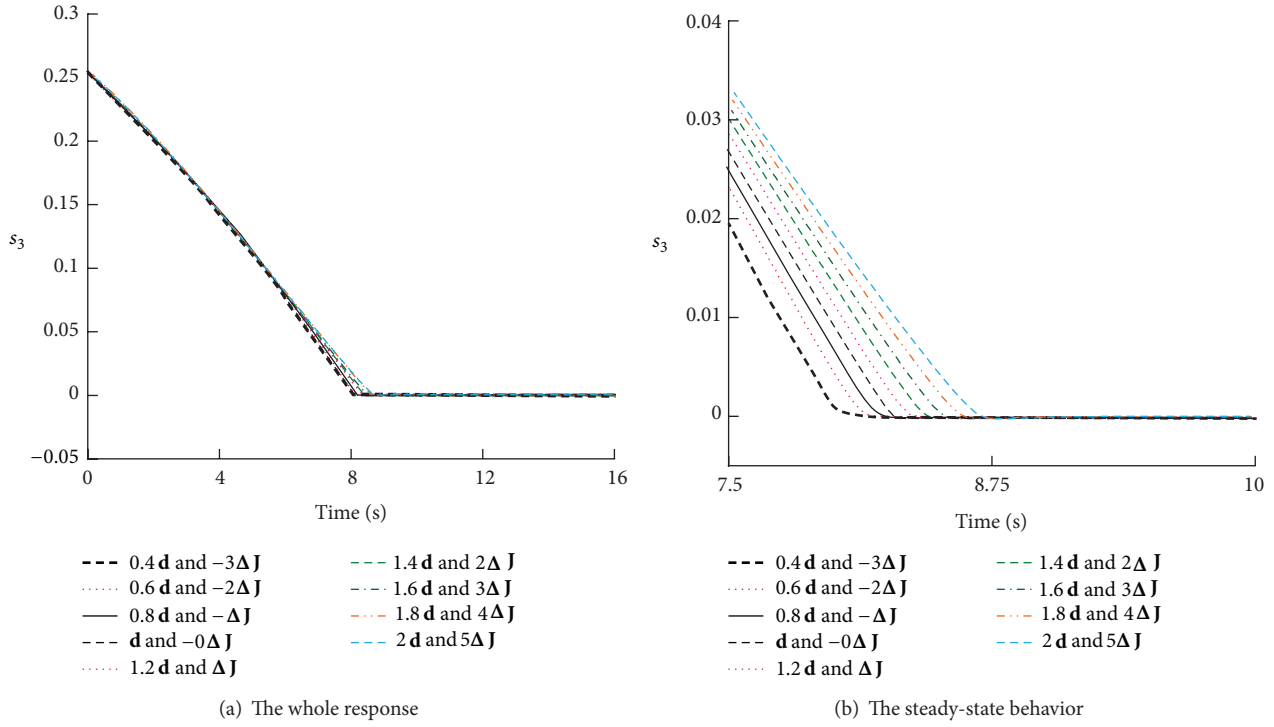 0.3
0.25
0.2
0.15
s₃
0.1
0.05
0
−0.05
0
4
8
12
16
Time (s)
0.4 d and −3Δ J
0.6 d and −2Δ J
0.8 d and −Δ J
d and −0Δ J
1.2 d and Δ J
1.4 d and 2Δ J
1.6 d and 3Δ J
1.8 d and 4Δ J
2 d and 5Δ J
(a) The whole response
0.04
0.03
0.02
s₃
0.01
0
7.5
8.75
10
Time (s)
0.4 d and −3Δ J
0.6 d and −2Δ J
0.8 d and −Δ J
d and −0Δ J
1.2 d and Δ J
1.4 d and 2Δ J
1.6 d and 3Δ J
1.8 d and 4Δ J
2 d and 5Δ J
(b) The steady-state behavior